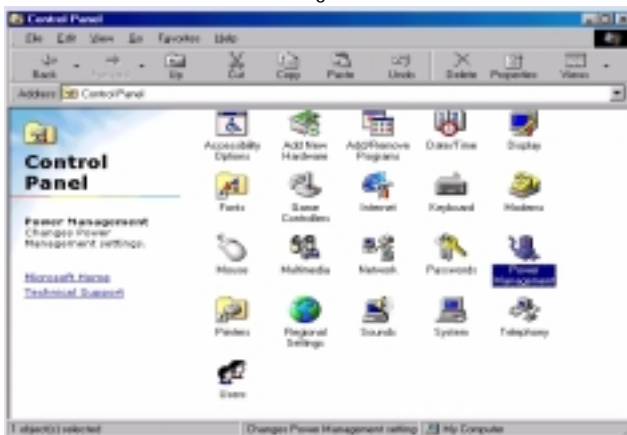 Control Panel
File Edit View Go Favorites Help
Back Forward Up Cut Copy Paste Undo Delete Properties Views
Address Control Panel
Control
Panel
Power Management
Changes Power
Management settings.
Microsoft Home
Technical Support
Accessibility
Options
Add New
Hardware
Add/Remove
Programs
Date/Time
Display
Fonts
Game
Controllers
Internet
Keyboard
Modems
Mouse
Multimedia
Network
Passwords
Power
Management
Printers
Regional
Settings
Sounds
System
Telephony
Users
1 object(s) selected Changes Power Management setting My Computer